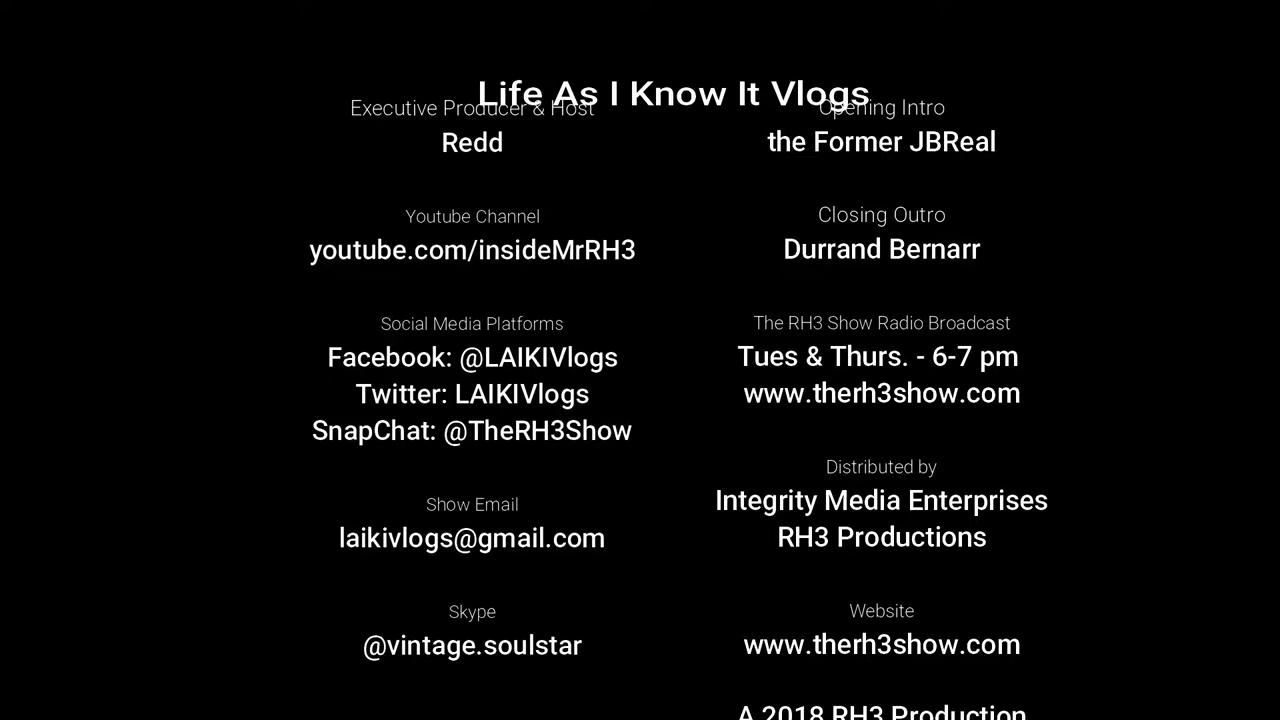 Life As I Know It Vlogs
Executive Producer & Host
Redd
Youtube Channel
youtube.com/insideMrRH3
Social Media Platforms
Facebook: @LAIKIVlogs
Twitter: LAIKIVlogs
SnapChat: @TheRH3Show
Show Email
laikivlogs@gmail.com
Skype
@vintage.soulstar
Opening Intro
the Former JBReal
Closing Outro
Durrand Bernarr
The RH3 Show Radio Broadcast
Tues & Thurs. - 6-7 pm
www.therh3show.com
Distributed by
Integrity Media Enterprises
RH3 Productions
Website
www.therh3show.com
A 2018 RH3 Production